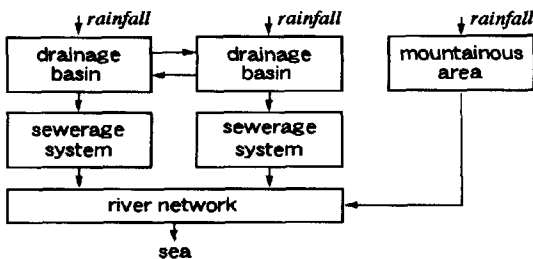 rainfall rainfall rainfall
drainage basin
drainage basin
mountainous area
sewerage system
sewerage system
river network
sea